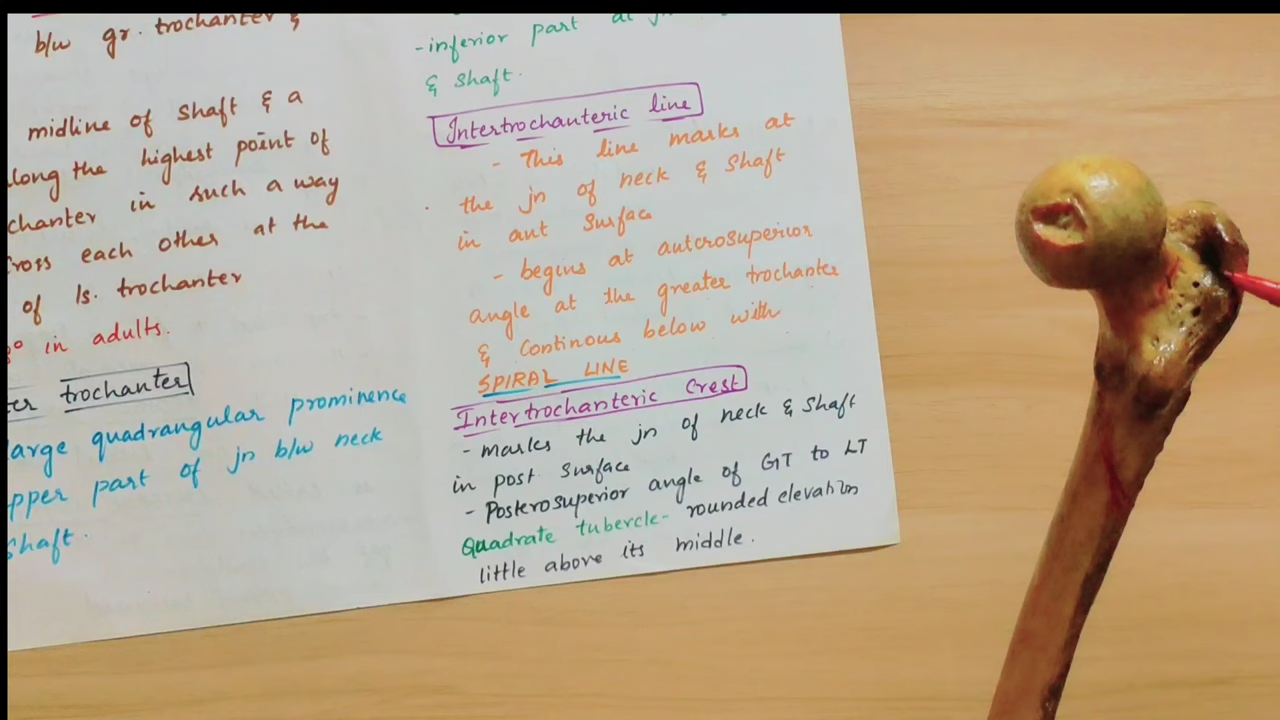 b/w gr. trochanter &
midline of shaft & a
long the highest point of
chanter in such a way
ross each other at the
of ls. trochanter
° in adults.
er trochanter
large quadrangular prominence
pper part of jn b/w neck
shaft.
-inferior part at
& shaft.
Intertrochanteric line
- This line marks at
the jn of neck & shaft
in ant surface
- begins at anterosuperior
angle at the greater trochante
& Continous below with
SPIRAL LINE
Intertrochanteric Crest
- marks the jn of neck & shaft
in post surface
- Posterosuperior angle of GT to LT
Quadrate tubercle- rounded elevation
little above its middle.